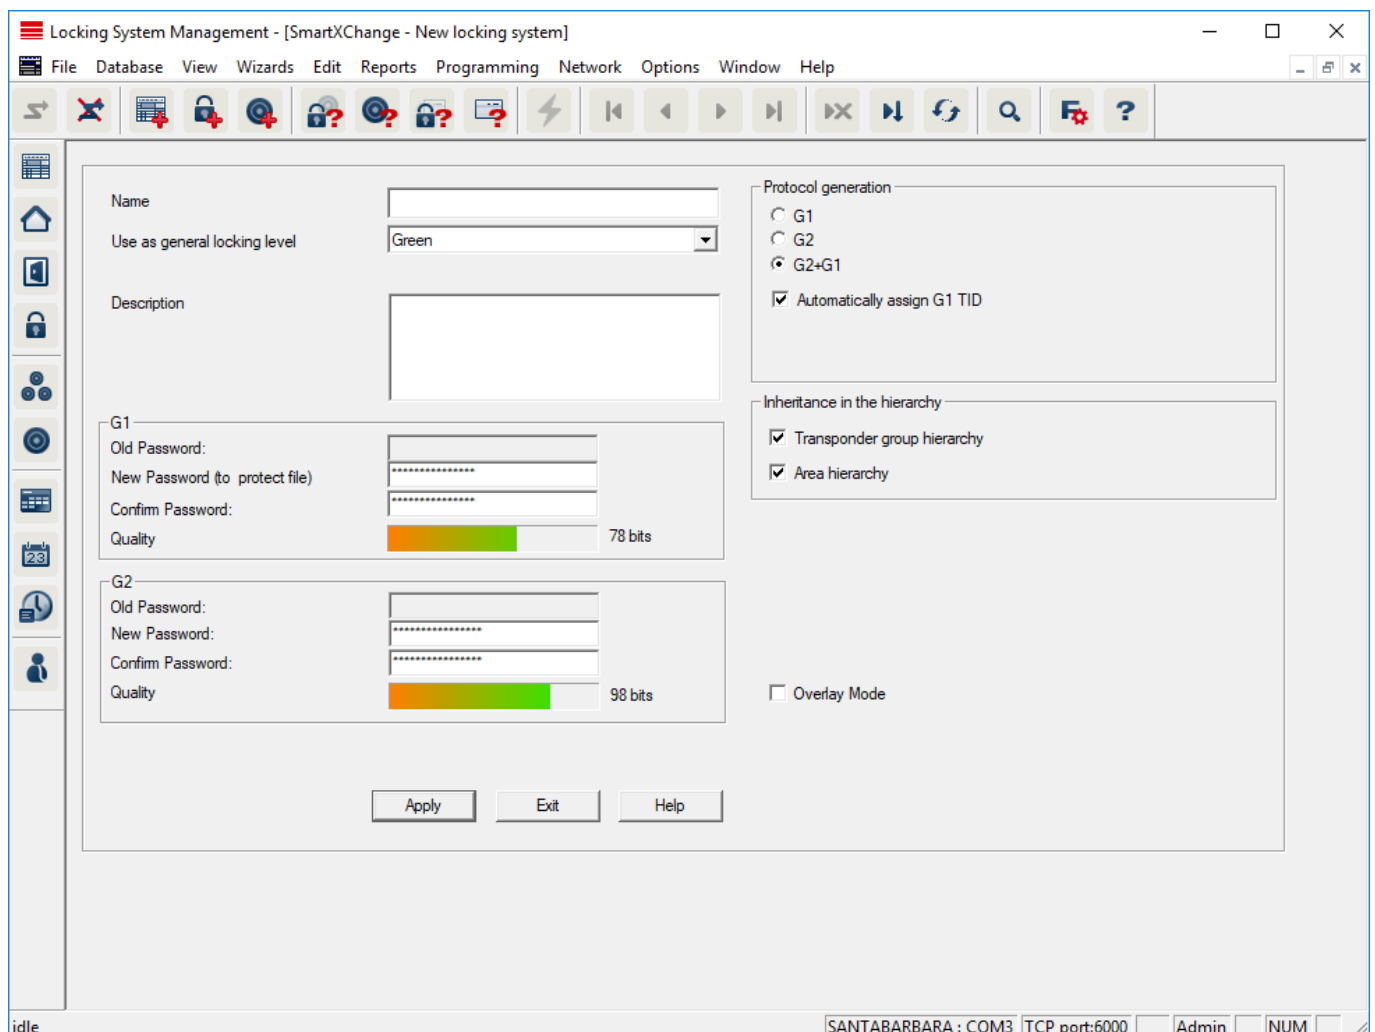 Locking System Management - [SmartXChange - New locking system]
File Database View Wizards Edit Reports Programming Network Options Window Help
Name
Use as general locking level
Green
Description
G1
Old Password:
New Password (to protect file)
***************
Confirm Password:
***************
Quality
78 bits
G2
Old Password:
New Password:
****************
Confirm Password:
****************
Quality
98 bits
Protocol generation
G1
G2
G2+G1
Automatically assign G1 TID
Inheritance in the hierarchy
Transponder group hierarchy
Area hierarchy
Overlay Mode
Apply Exit Help
23
idle
SANTABARBARA : COM3 TCP port:6000 Admin NUM